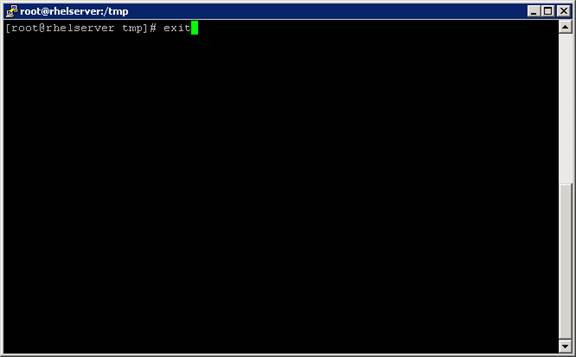 root@rhelserver:/tmp
[root@rhelserver tmp]# exit